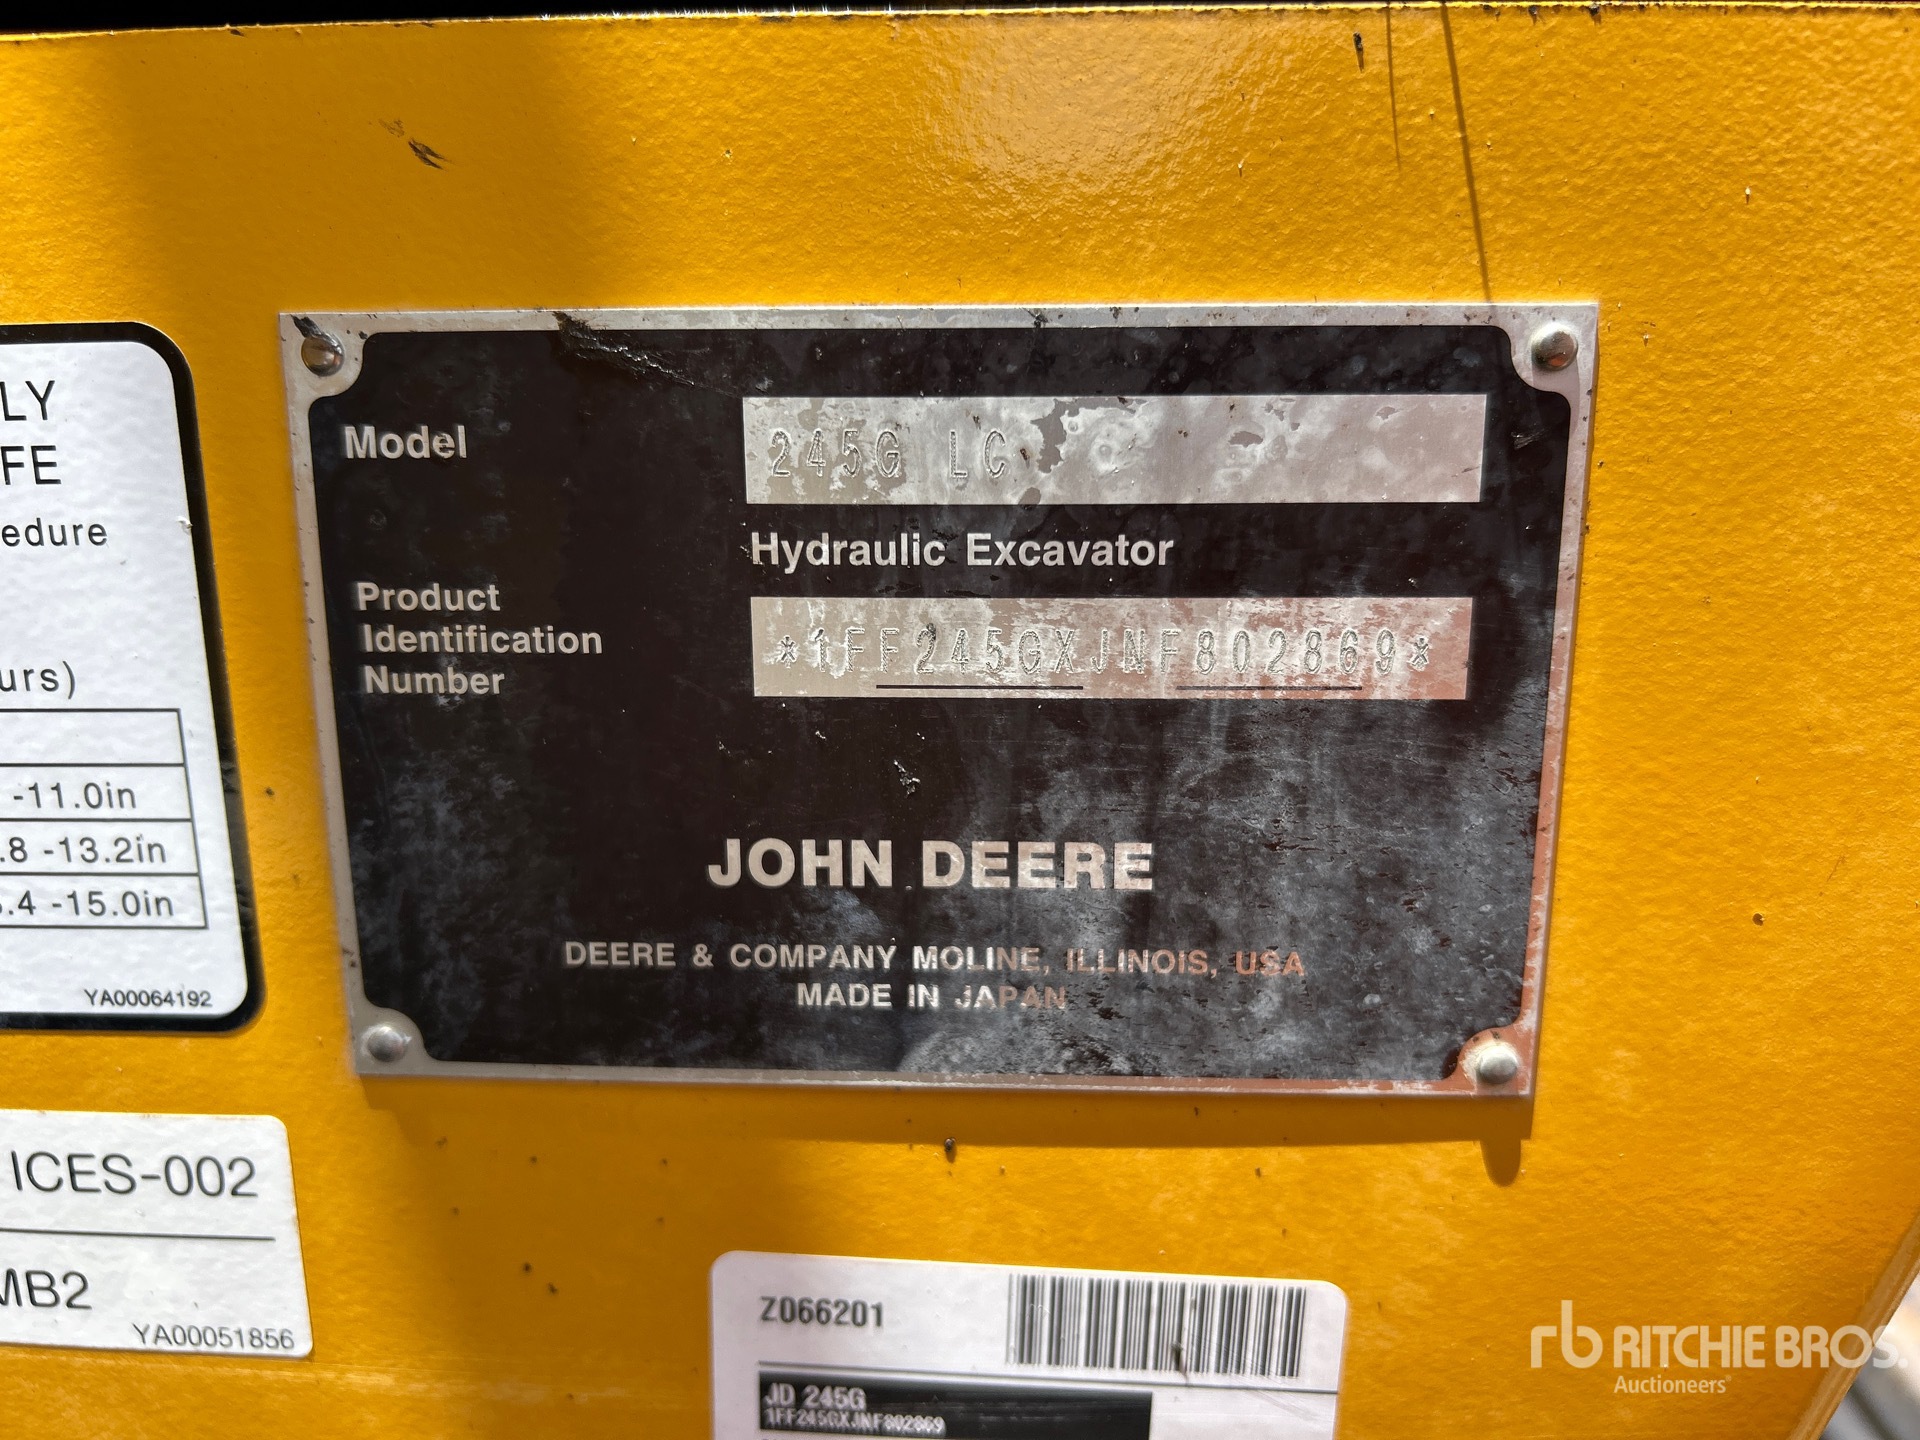 LY
FE
edure
urs)
-11.0in
.8 -13.2in
.4 -15.0in
YA00064192
ICES-002
MB2
YA00051856
Model
245G LC
Hydraulic Excavator
Product
Identification
Number
*1FF245GXJNF802869*
JOHN DEERE
DEERE & COMPANY MOLINE, ILLINOIS, USA
MADE IN JAPAN
Z066201
JD 245G
1FF245GXJNF802869
rb RITCHIE BROS.
Auctioneers